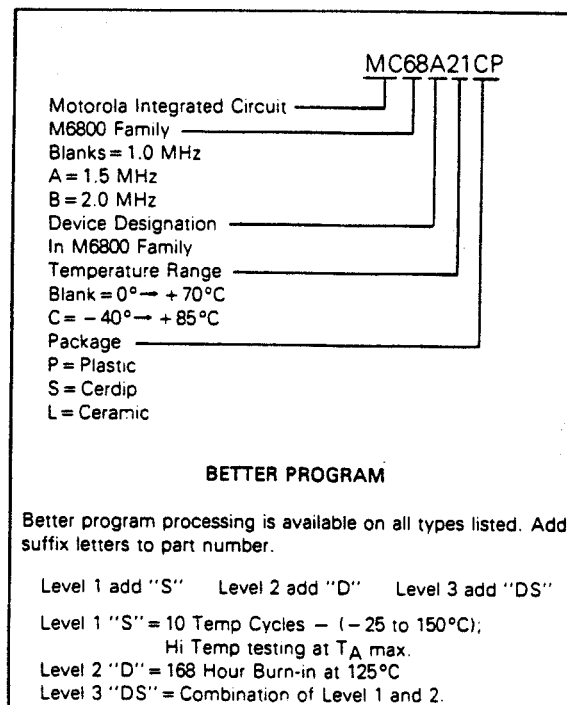 MC68A21CP
Motorola Integrated Circuit
M6800 Family
Blanks = 1.0 MHz
A = 1.5 MHz
B = 2.0 MHz
Device Designation
In M6800 Family
Temperature Range
Blank = 0° → + 70°C
C = – 40° → + 85°C
Package
P = Plastic
S = Cerdip
L = Ceramic
BETTER PROGRAM
Better program processing is available on all types listed. Add
suffix letters to part number.
Level 1 add "S" Level 2 add "D" Level 3 add "DS"
Level 1 "S" = 10 Temp Cycles – (– 25 to 150°C);
Hi Temp testing at TA max.
Level 2 "D" = 168 Hour Burn-in at 125°C
Level 3 "DS" = Combination of Level 1 and 2.